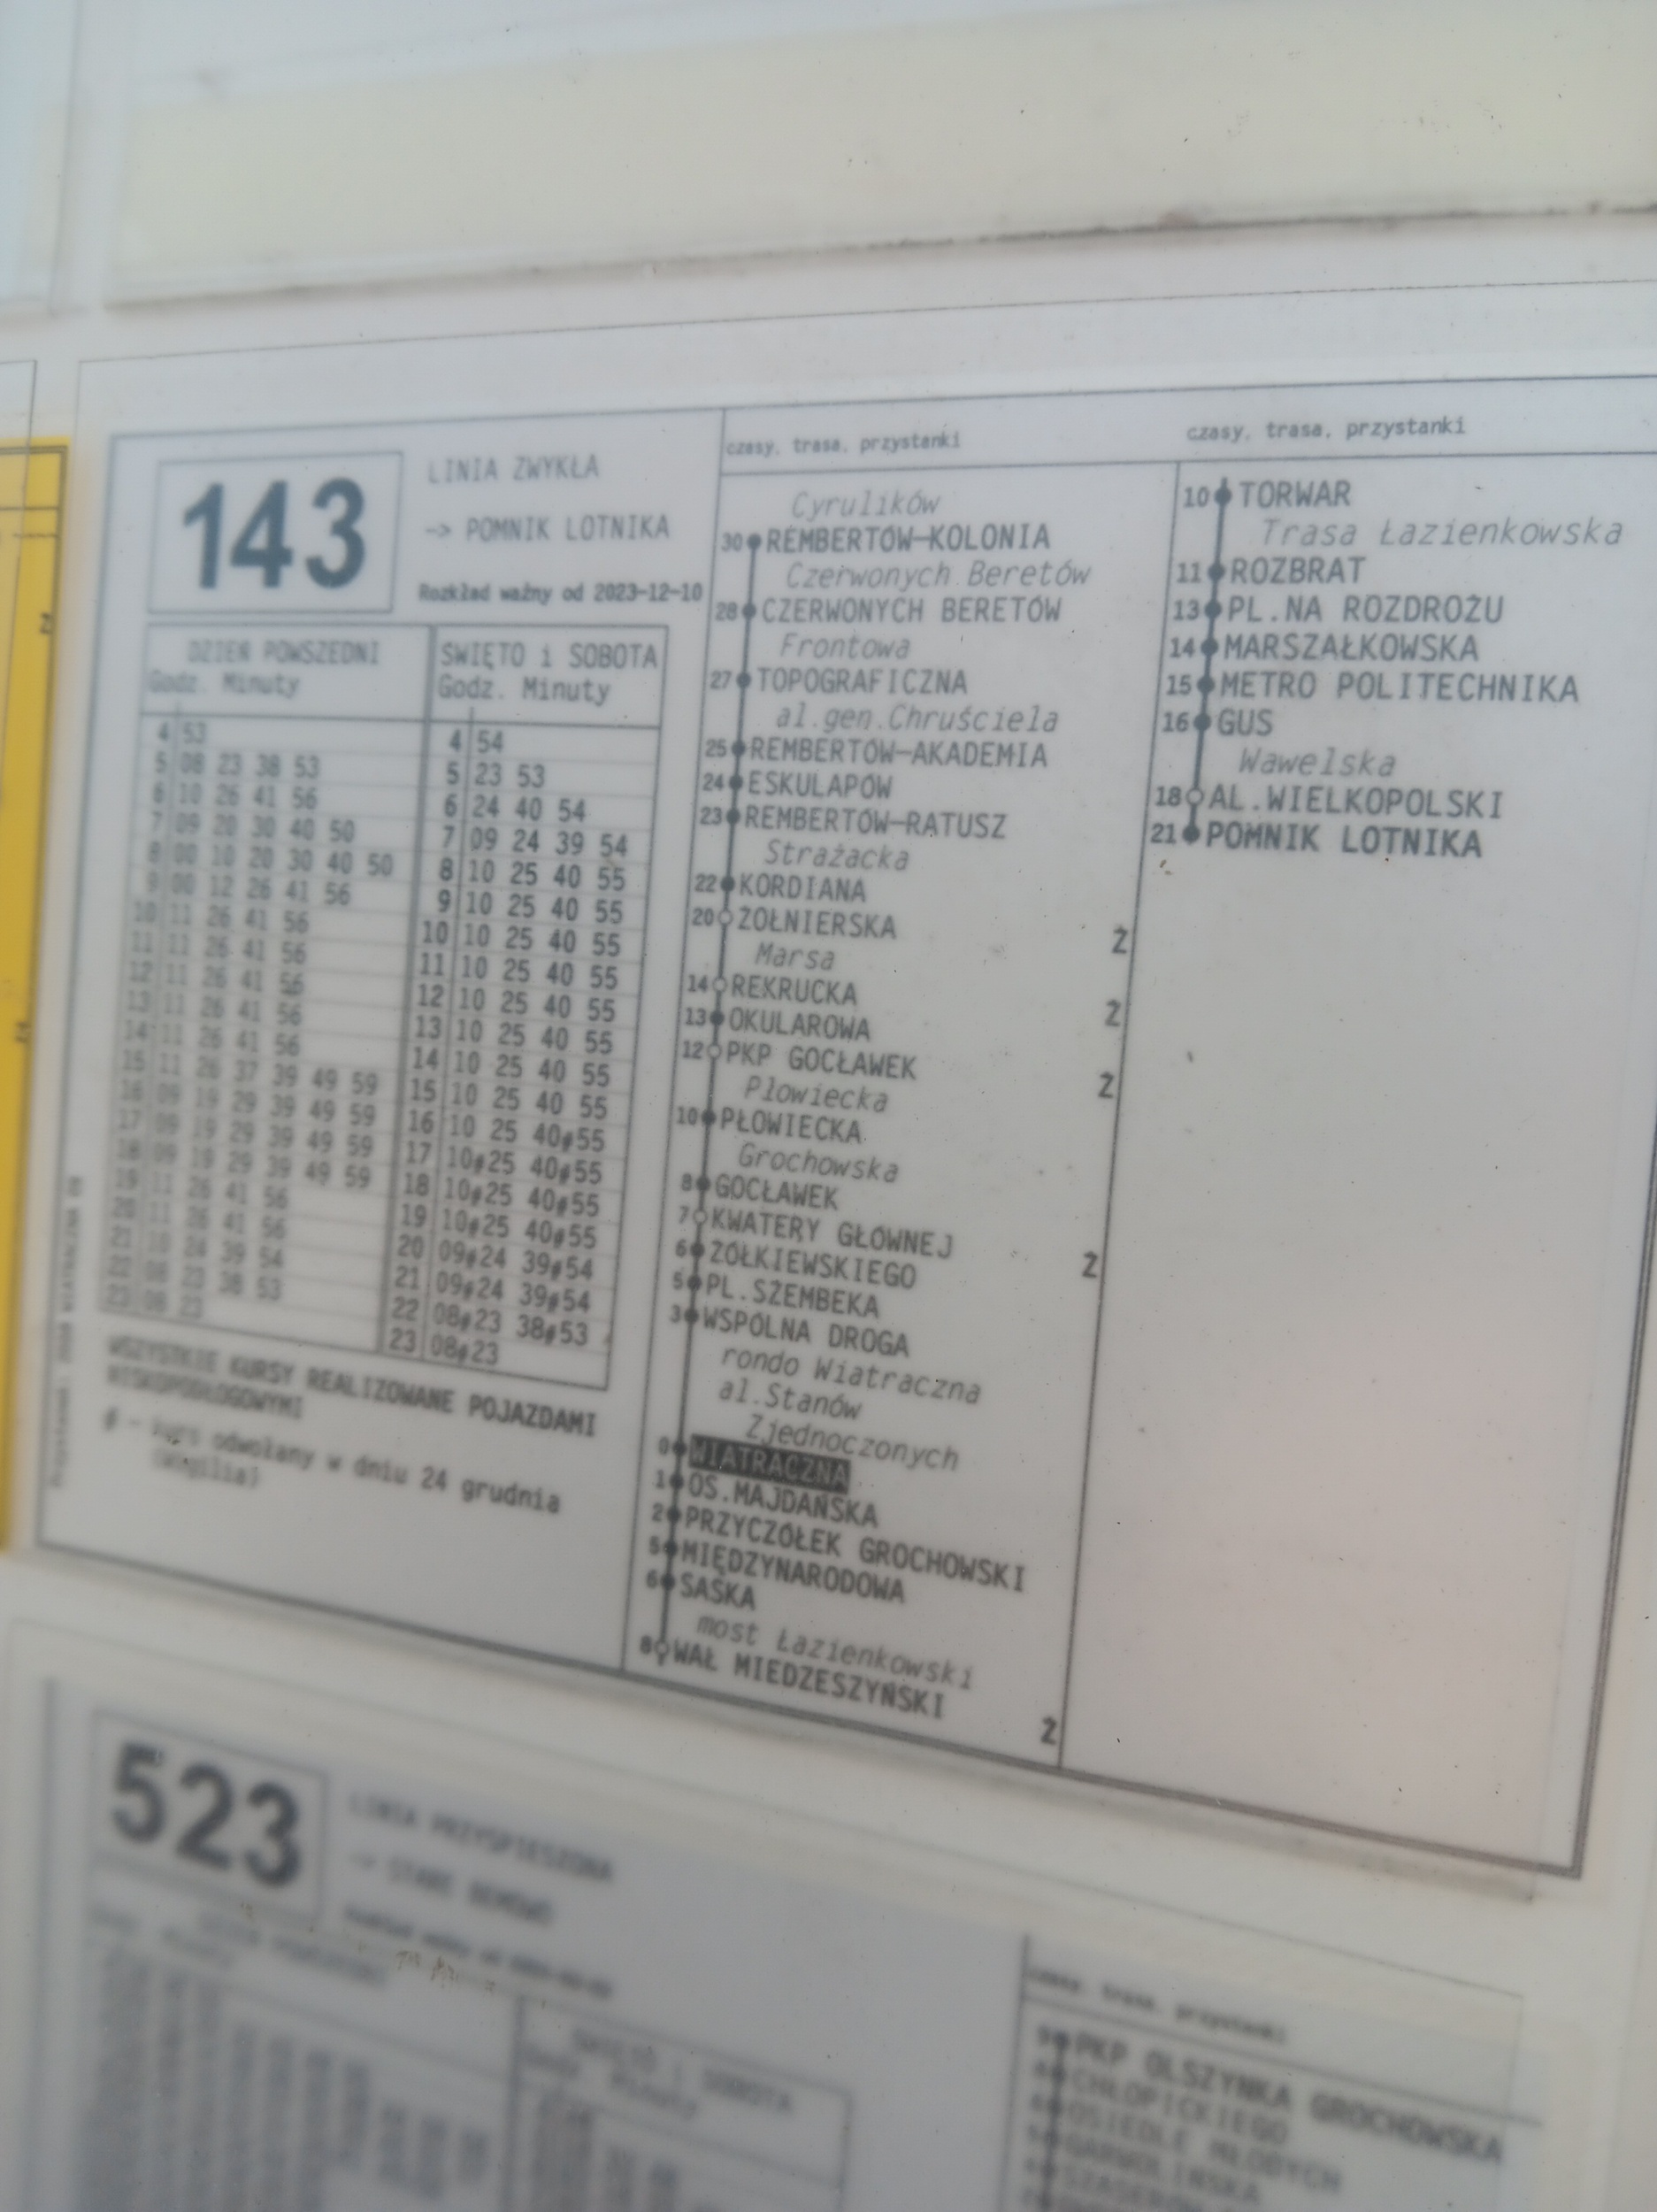 143
LINIA ZWYKŁA
-> POMNIK LOTNIKA
Rozkład ważny od 2023-12-10
DZIEŃ POWSZEDNI
Godz. Minuty
4 53
5 08 23 38 53
6 10 26 41 56
7 09 20 30 40 50
8 00 10 20 30 40 50
9 00 12 26 41 56
10 11 26 41 56
11 11 26 41 56
12 11 26 41 56
13 11 26 41 56
14 11 26 41 56
15 11 26 37 39 49 59
16 09 19 29 39 49 59
17 09 19 29 39 49 59
18 09 19 29 39 49 59
19 11 26 41 56
20 11 26 41 56
21 10 24 39 54
22 08 23 38 53
23 08 23
ŚWIĘTO i SOBOTA
Godz. Minuty
4 54
5 23 53
6 24 40 54
7 09 24 39 54
8 10 25 40 55
9 10 25 40 55
10 10 25 40 55
11 10 25 40 55
12 10 25 40 55
13 10 25 40 55
14 10 25 40 55
15 10 25 40 55
16 10 25 40#55
17 10#25 40#55
18 10#25 40#55
19 10#25 40#55
20 09#24 39#54
21 09#24 39#54
22 08#23 38#53
23 08#23
WSZYSTKIE KURSY REALIZOWANE POJAZDAMI
NISKOPODŁOGOWYMI
# - kurs odwołany w dniu 24 grudnia
(Wigilia)
czasy, trasa, przystanki
Cyrulików
30 REMBERTÓW-KOLONIA
Czerwonych Beretów
28 CZERWONYCH BERETÓW
Frontowa
27 TOPOGRAFICZNA
al.gen.Chruściela
25 REMBERTÓW-AKADEMIA
24 ESKULAPÓW
23 REMBERTÓW-RATUSZ
Strażacka
22 KORDIANA
20 ŻOŁNIERSKA Ż
Marsa
14 REKRUCKA Ż
13 OKULAROWA
12 PKP GOCŁAWEK Ż
Płowiecka
10 PŁOWIECKA
Grochowska
8 GOCŁAWEK
7 KWATERY GŁÓWNEJ Ż
6 ŻÓŁKIEWSKIEGO
5 PL.SZEMBEKA
3 WSPÓLNA DROGA
rondo Wiatraczna
al.Stanów
Zjednoczonych
0 WIATRACZNA
1 OS.MAJDAŃSKA
2 PRZYCZÓŁEK GROCHOWSKI
5 MIĘDZYNARODOWA
6 SASKA
most Łazienkowski
8 WAŁ MIEDZESZYŃSKI Ż
czasy, trasa, przystanki
10 TORWAR
Trasa Łazienkowska
11 ROZBRAT
13 PL.NA ROZDROŻU
14 MARSZAŁKOWSKA
15 METRO POLITECHNIKA
16 GUS
Wawelska
18 AL.WIELKOPOLSKI
21 POMNIK LOTNIKA
523
LINIA PRZYSPIESZONA
-> STARE BEMOWO
ŚWIĘTO i SOBOTA
czasy, trasa, przystanki
PKP OLSZYNKA GROCHOWSKA
CHŁOPICKIEGO
OSIEDLE MŁODYCH
GARWOLIŃSKA